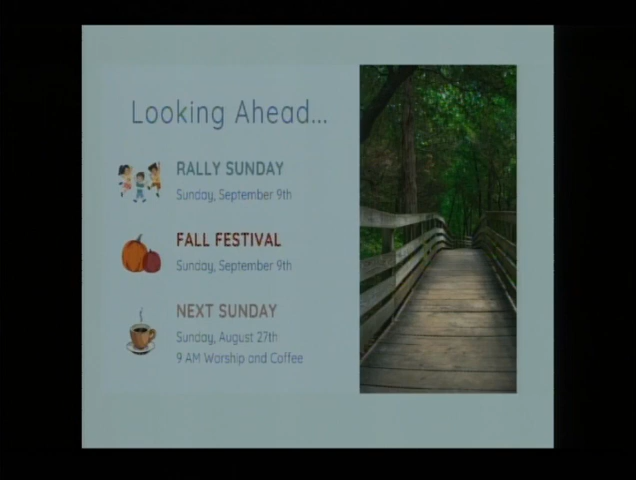 Looking Ahead...
RALLY SUNDAY
Sunday, September 9th
FALL FESTIVAL
Sunday, September 9th
NEXT SUNDAY
Sunday, August 27th
9 AM Worship and Coffee